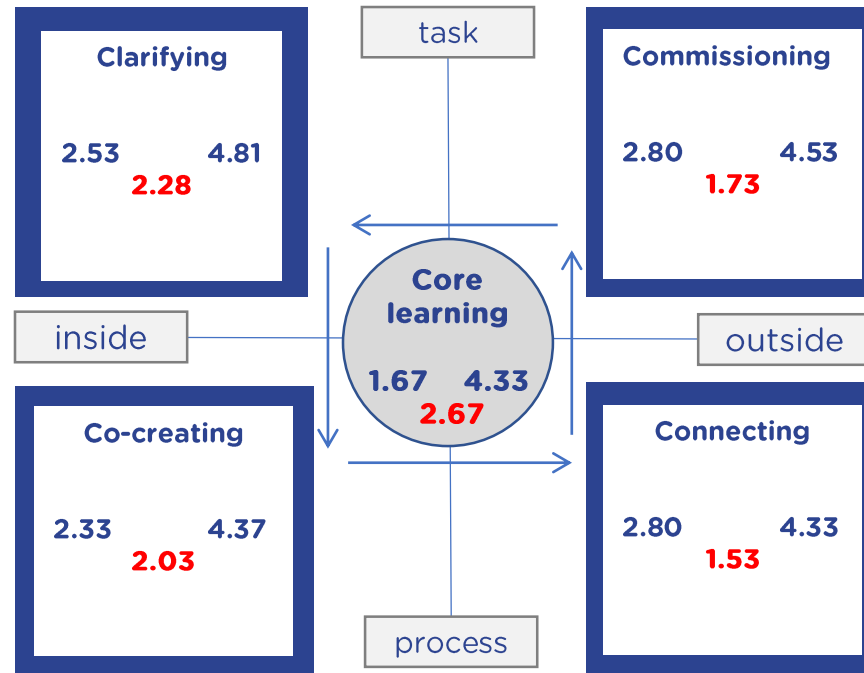 task
Clarifying
2.53 4.81
2.28
Commissioning
2.80 4.53
1.73
inside
Core
learning
1.67 4.33
2.67
outside
Co-creating
2.33 4.37
2.03
Connecting
2.80 4.33
1.53
process